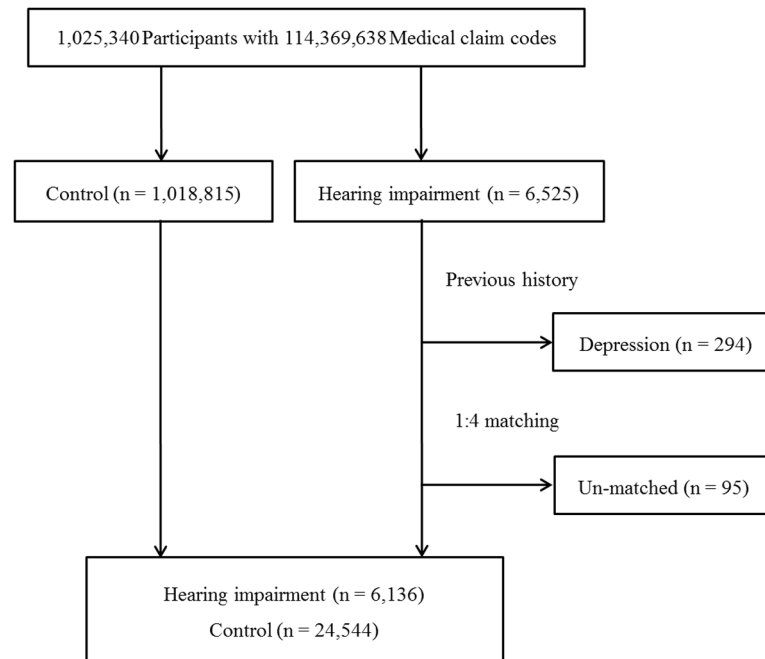 1,025,340 Participants with 114,369,638 Medical claim codes
Control (n = 1,018,815)
Hearing impairment (n = 6,525)
Previous history
Depression (n = 294)
1:4 matching
Un-matched (n = 95)
Hearing impairment (n = 6,136)
Control (n = 24,544)